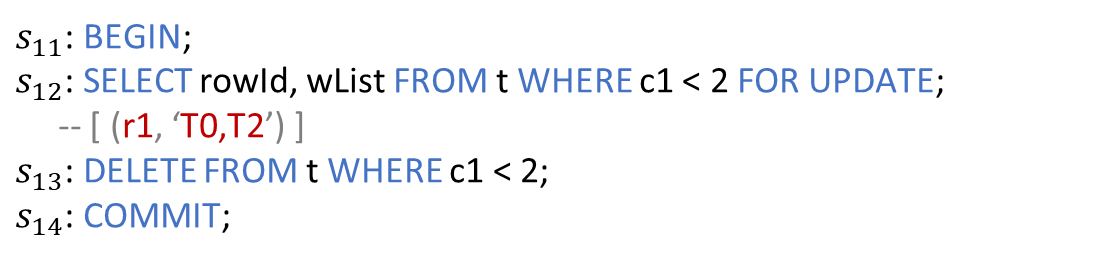 s11: BEGIN;
s12: SELECT rowId, wList FROM t WHERE c1 < 2 FOR UPDATE;
-- [ (r1, ‘T0,T2’) ]
s13: DELETE FROM t WHERE c1 < 2;
s14: COMMIT;